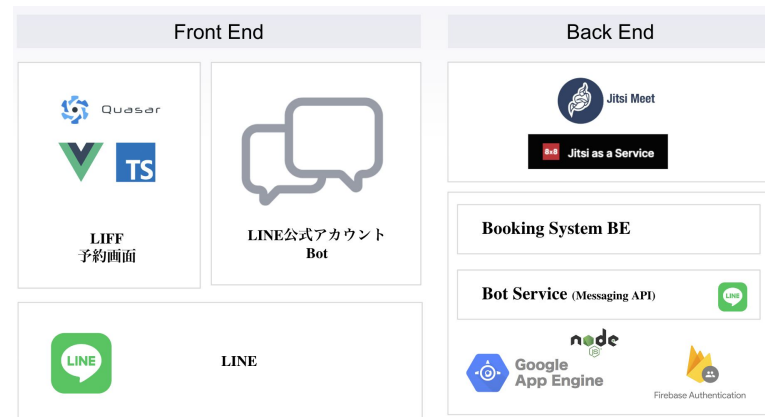 Front End
Back End
Quasar
TS
LIFF
予約画面
LINE公式アカウント
Bot
LINE
LINE
Jitsi Meet
8x8 Jitsi as a Service
Booking System BE
Bot Service (Messaging API)
LINE
node
JS
Google
App Engine
Firebase Authentication